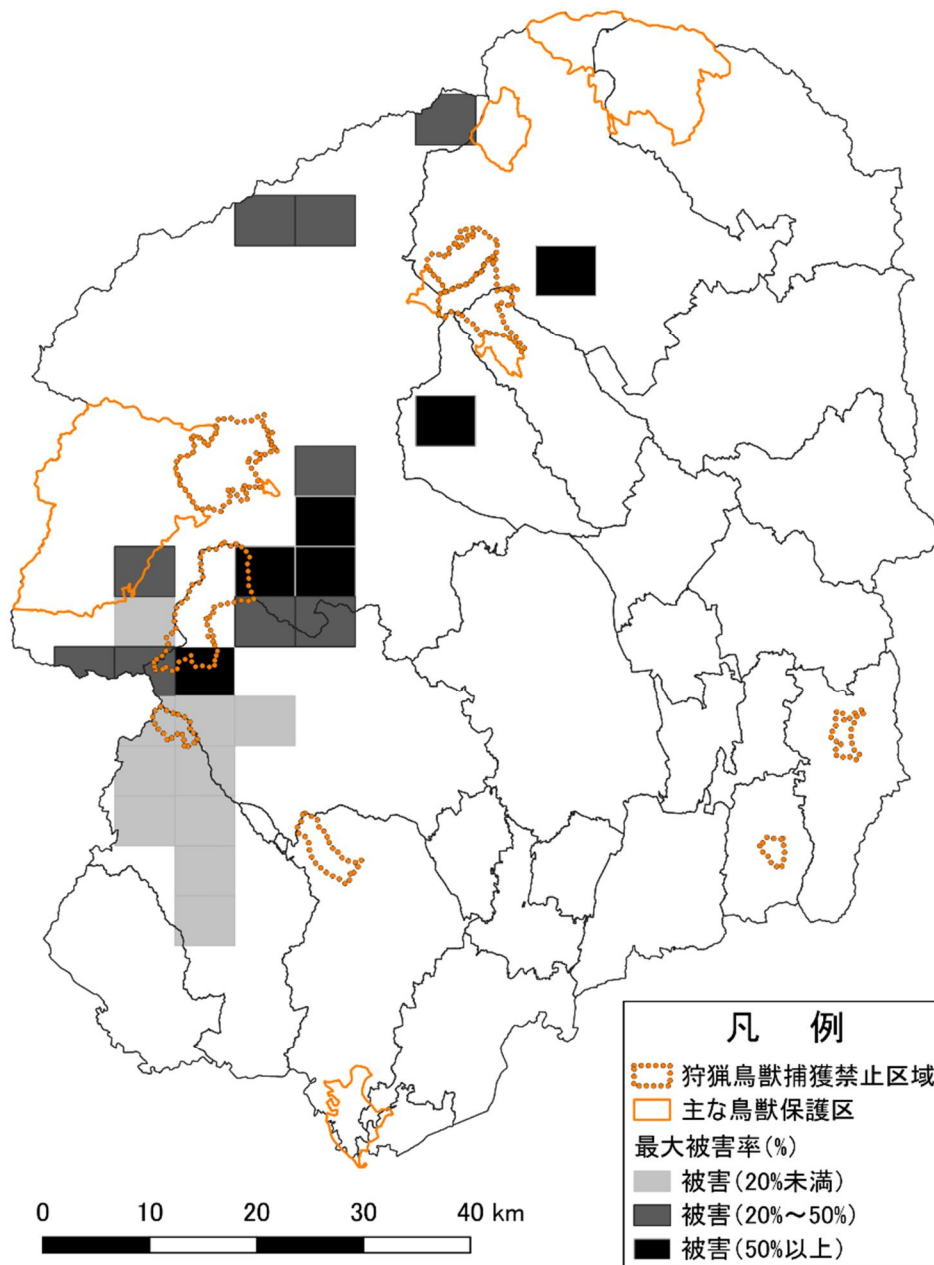 凡 例
狩猟鳥獣捕獲禁止区域
主な鳥獣保護区
最大被害率(%)
被害(20%未満)
被害(20%～50%)
被害(50%以上)
0 10 20 30 40 km